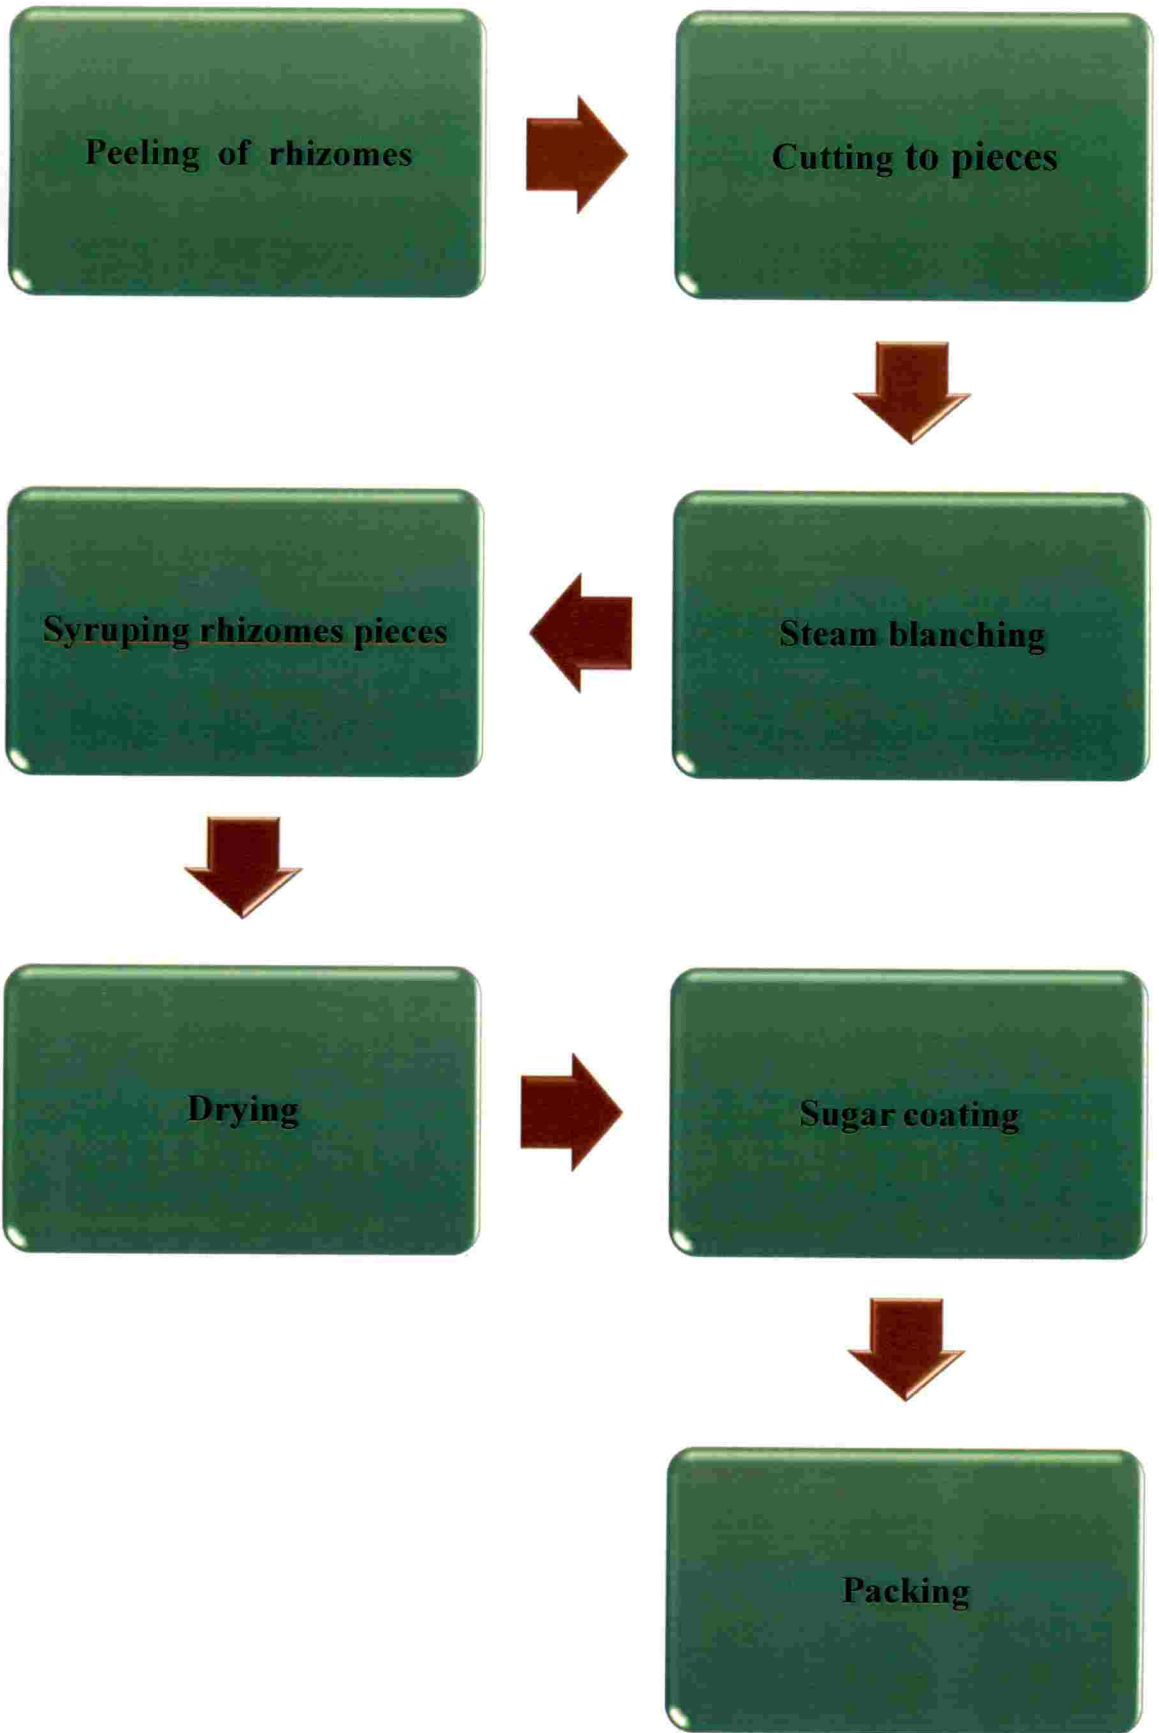 Peeling of rhizomes
Cutting to pieces
Steam blanching
Syruping rhizomes pieces
Drying
Sugar coating
Packing